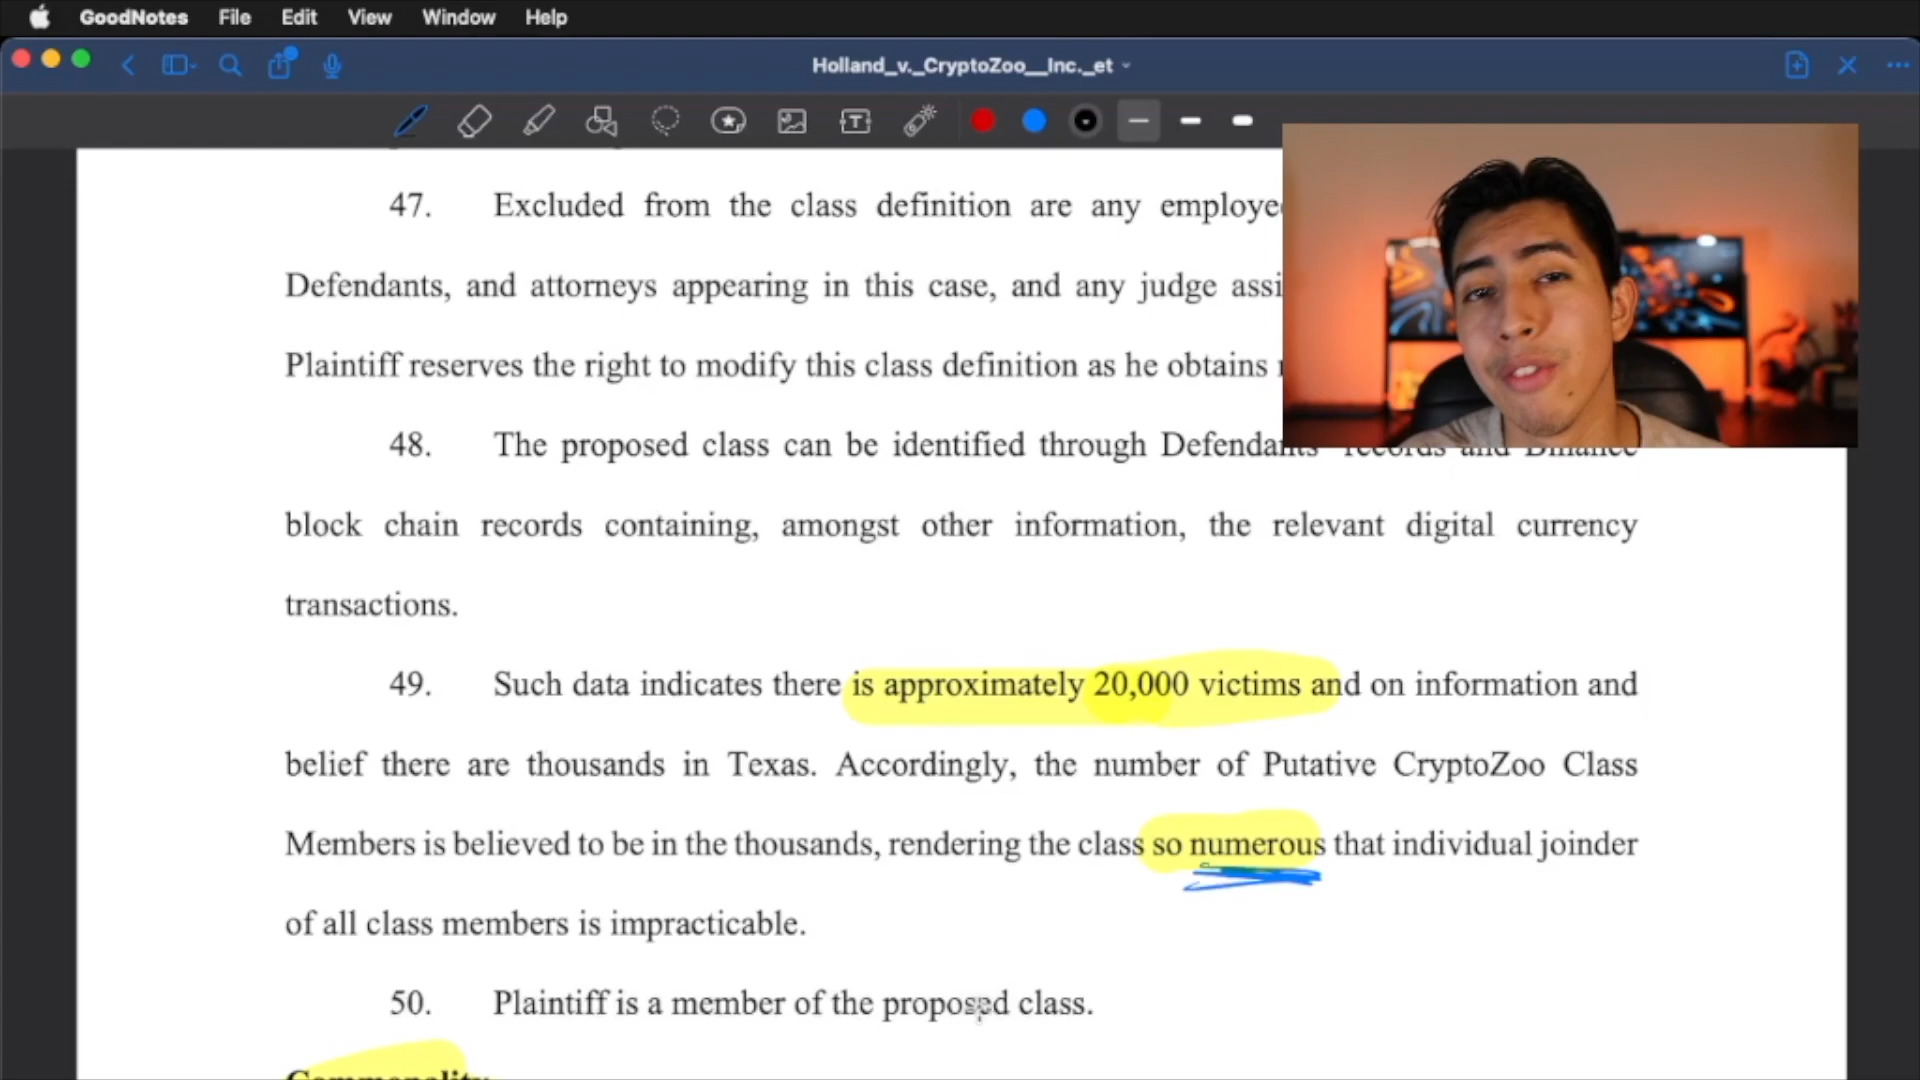 GoodNotes File Edit View Window Help
Holland_v._CryptoZoo__Inc._et
47. Excluded from the class definition are any
Defendants, and attorneys appearing in this case, and any judge
Plaintiff reserves the right to modify this class definition as he obtains
48. The proposed class can be identified through Defendants' records and Binance
block chain records containing, amongst other information, the relevant digital currency
transactions.
49. Such data indicates there is approximately 20,000 victims and on information and
belief there are thousands in Texas. Accordingly, the number of Putative CryptoZoo Class
Members is believed to be in the thousands, rendering the class so numerous that individual joinder
of all class members is impracticable.
50. Plaintiff is a member of the proposed class.
Commonality